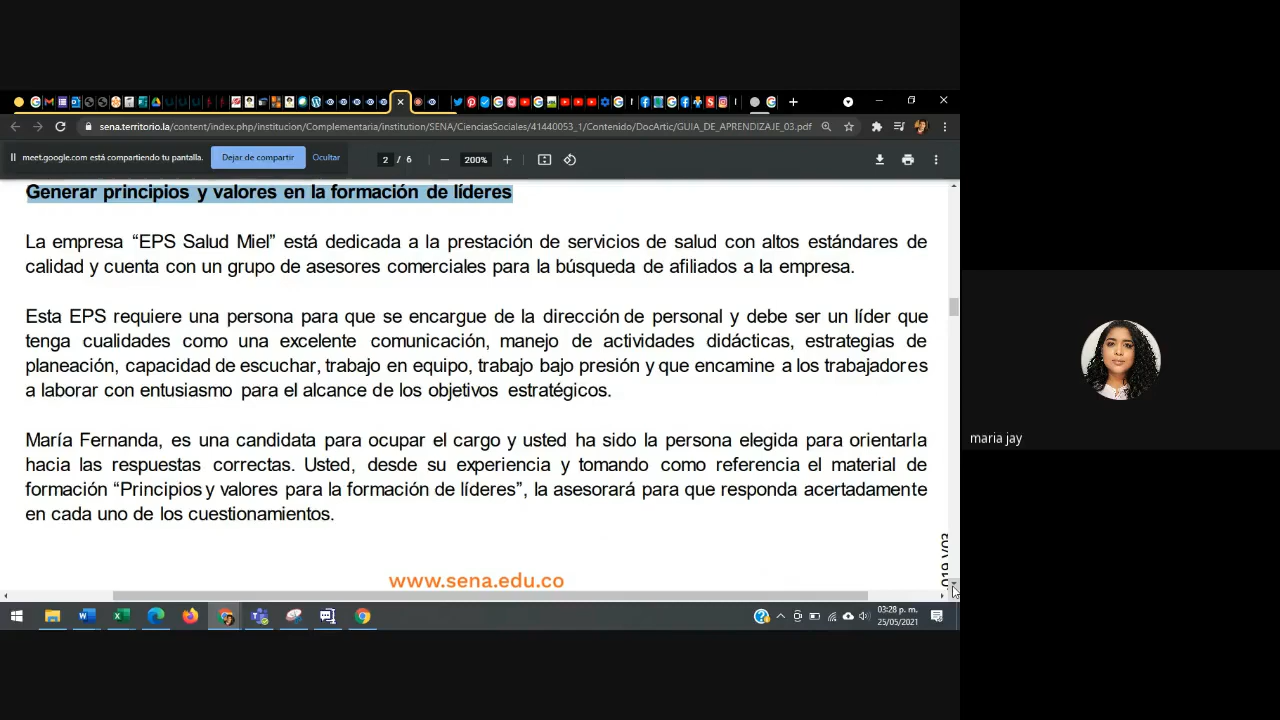 sena.territorio.la/content/index.php/institucion/Complementaria/institution/SENA/CienciasSociales/41440053_1/Contenido/DocArtic/GUIA_DE_APRENDIZAJE_03.pdf
meet.google.com está compartiendo tu pantalla. Dejar de compartir Ocultar 2 / 6 200%
Generar principios y valores en la formación de líderes
La empresa “EPS Salud Miel” está dedicada a la prestación de servicios de salud con altos estándares de
calidad y cuenta con un grupo de asesores comerciales para la búsqueda de afiliados a la empresa.
Esta EPS requiere una persona para que se encargue de la dirección de personal y debe ser un líder que
tenga cualidades como una excelente comunicación, manejo de actividades didácticas, estrategias de
planeación, capacidad de escuchar, trabajo en equipo, trabajo bajo presión y que encamine a los trabajadores
a laborar con entusiasmo para el alcance de los objetivos estratégicos.
María Fernanda, es una candidata para ocupar el cargo y usted ha sido la persona elegida para orientarla
hacia las respuestas correctas. Usted, desde su experiencia y tomando como referencia el material de
formación “Principios y valores para la formación de líderes”, la asesorará para que responda acertadamente
en cada uno de los cuestionamientos.
www.sena.edu.co
maria jay
03:28 p. m.
25/05/2021